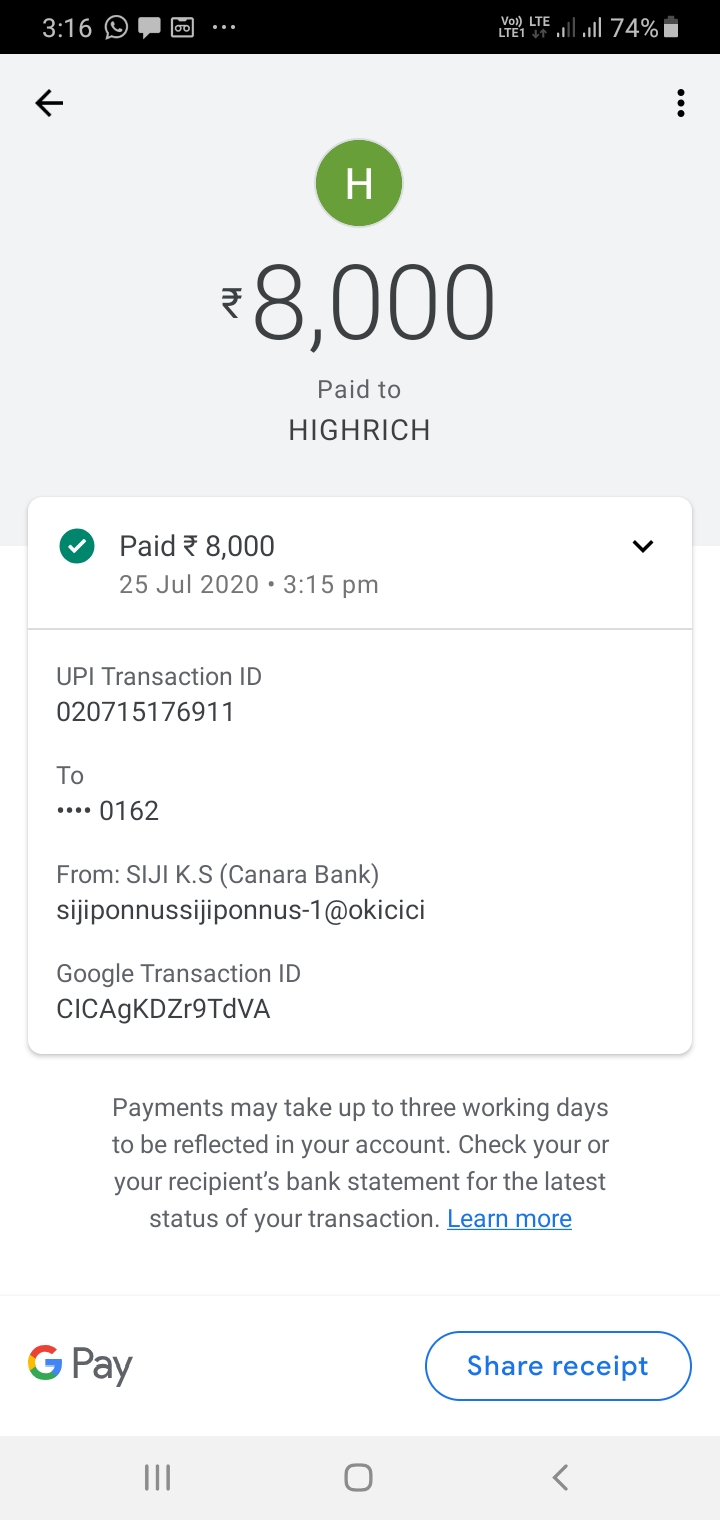 3:16 ... Vo)) LTE 74%
LTE1
H
₹8,000
Paid to
HIGHRICH
Paid ₹ 8,000
25 Jul 2020 • 3:15 pm
UPI Transaction ID
020715176911
To
•••• 0162
From: SIJI K.S (Canara Bank)
sijiponnussijiponnus-1@okicici
Google Transaction ID
CICAgKDZr9TdVA
Payments may take up to three working days
to be reflected in your account. Check your or
your recipient’s bank statement for the latest
status of your transaction. Learn more
G Pay
Share receipt